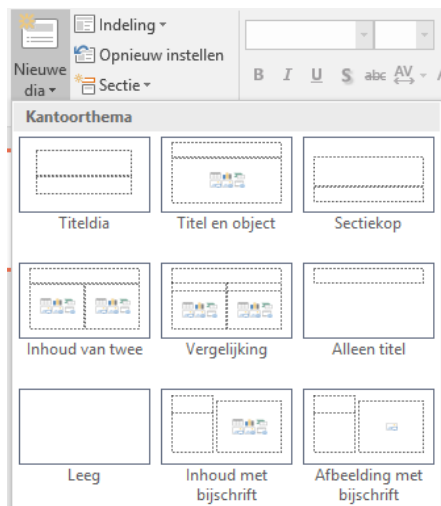 Indeling
Opnieuw instellen
Nieuwe
dia
Sectie
B I U S abc AV
Kantoorthema
Titeldia
Titel en object
Sectiekop
Inhoud van twee
Vergelijking
Alleen titel
Leeg
Inhoud met
bijschrift
Afbeelding met
bijschrift